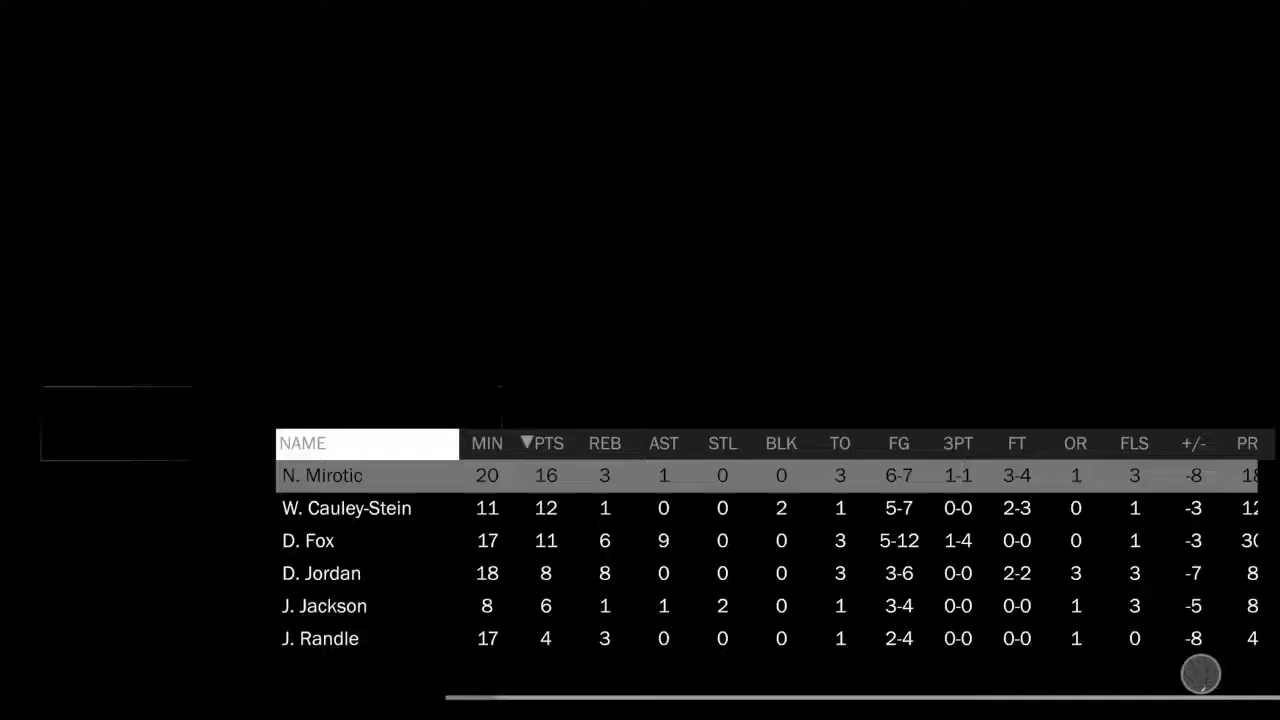 NAME MIN ▼PTS REB AST STL BLK TO FG 3PT FT OR FLS +/- PR
N. Mirotic 20 16 3 1 0 0 3 6-7 1-1 3-4 1 3 -8 18
W. Cauley-Stein 11 12 1 0 0 2 1 5-7 0-0 2-3 0 1 -3 12
D. Fox 17 11 6 9 0 0 3 5-12 1-4 0-0 0 1 -3 30
D. Jordan 18 8 8 0 0 0 3 3-6 0-0 2-2 3 3 -7 8
J. Jackson 8 6 1 1 2 0 1 3-4 0-0 0-0 1 3 -5 8
J. Randle 17 4 3 0 0 0 1 2-4 0-0 0-0 1 0 -8 4